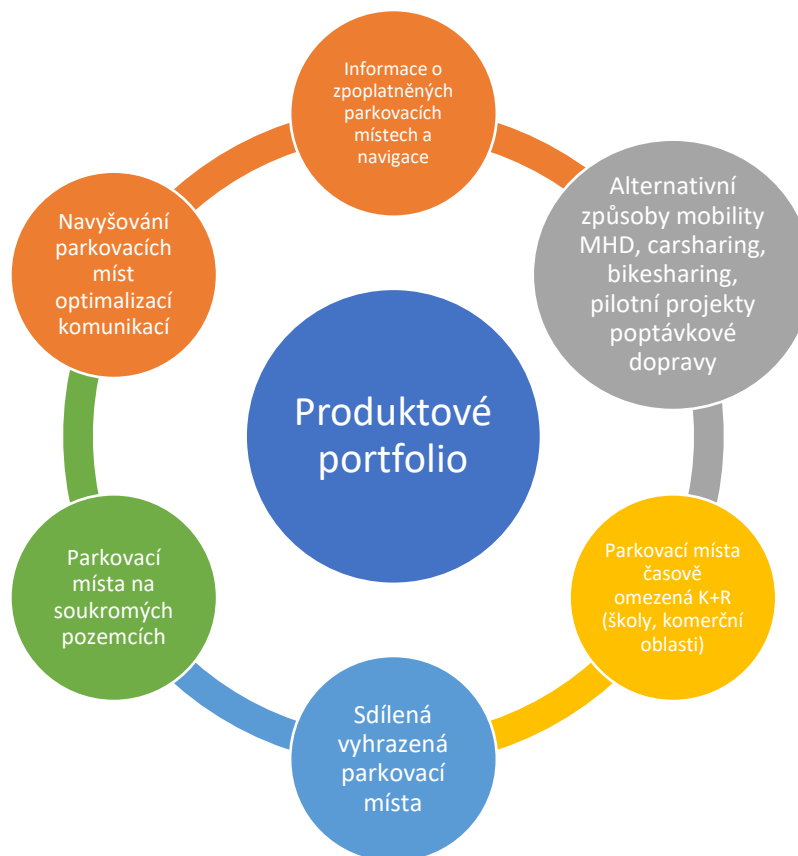 Informace o
zpoplatněných
parkovacích
místech a
navigace
Alternativní
způsoby mobility
MHD, carsharing,
bikesharing,
pilotní projekty
poptávkové
dopravy
Parkovací místa
časově
omezená K+R
(školy, komerční
oblasti)
Sdílená
vyhrazená
parkovací
místa
Parkovací
místa na
soukromých
pozemcích
Navyšování
parkovacích
míst
optimalizací
komunikací
Produktové
portfolio